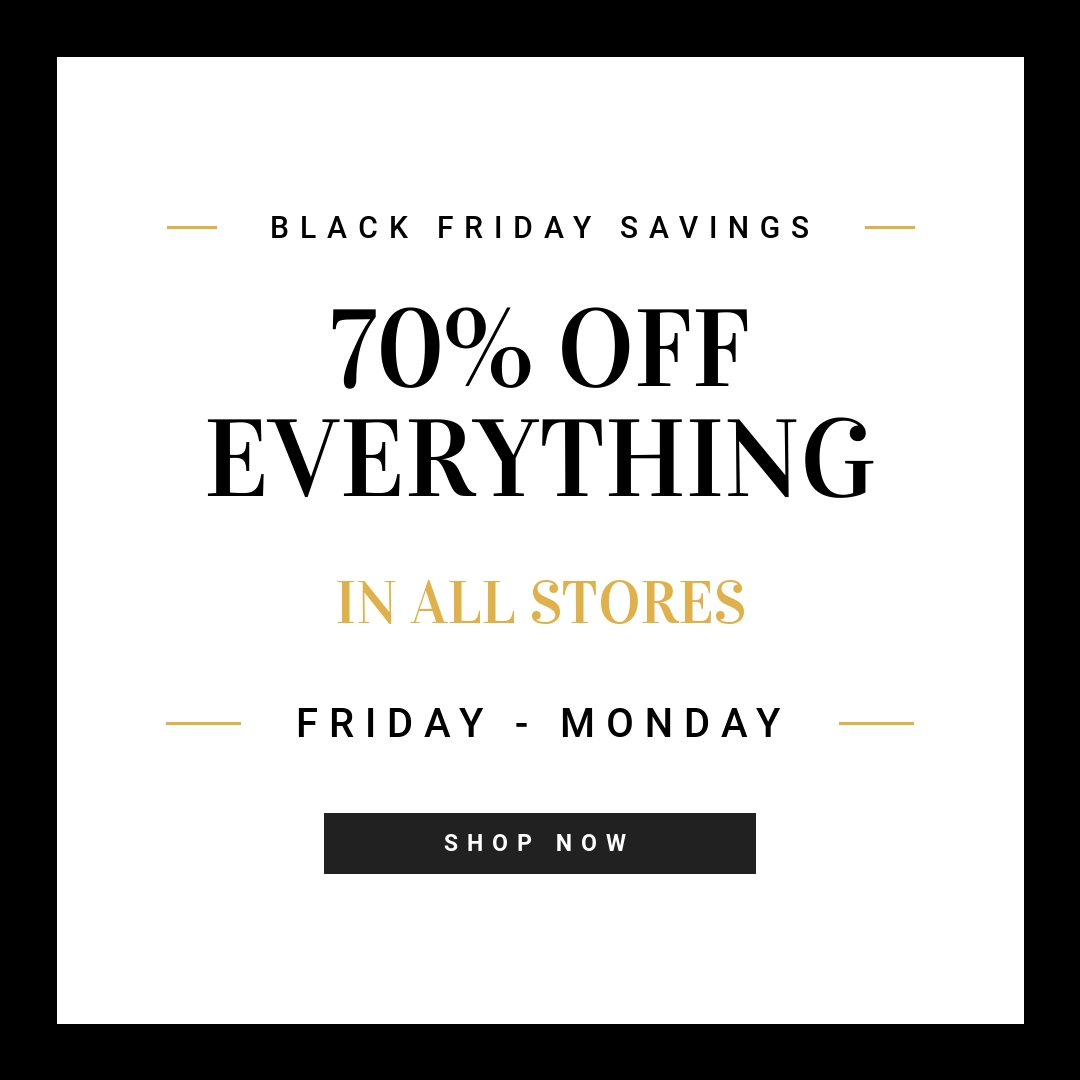 BLACK FRIDAY SAVINGS
70% OFF
EVERYTHING
IN ALL STORES
FRIDAY - MONDAY
SHOP NOW